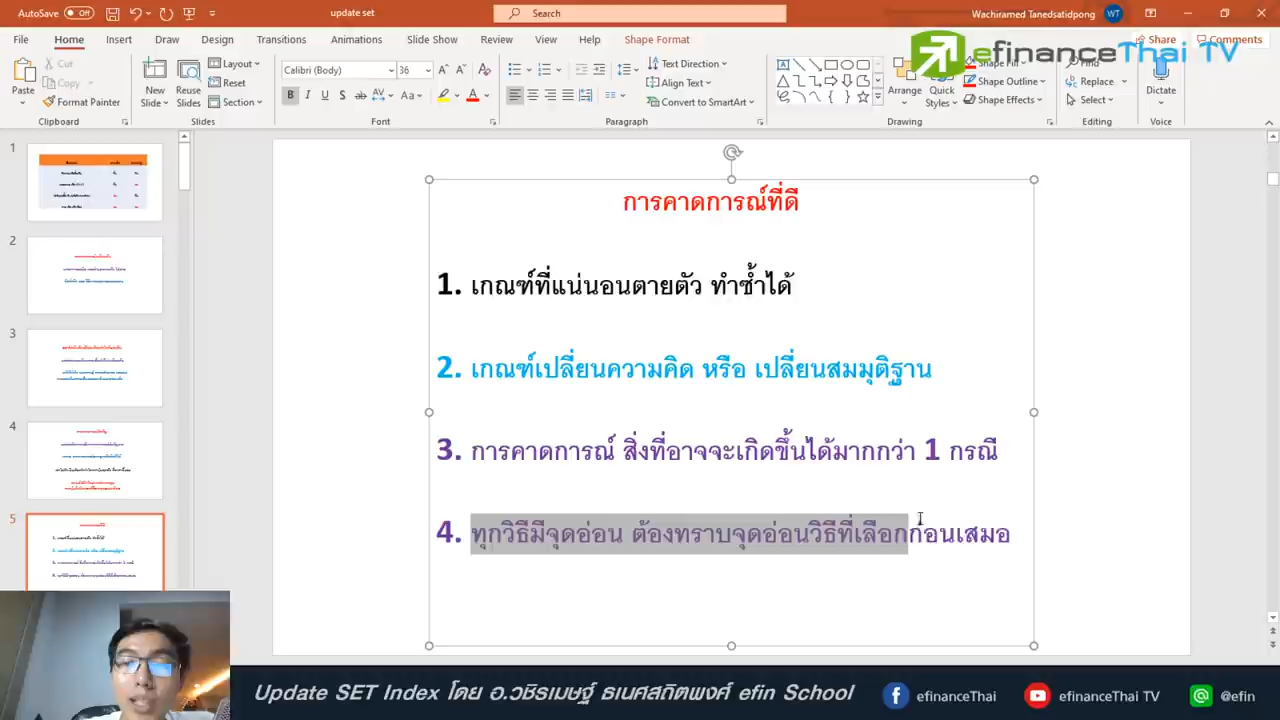 AutoSave Off
update set
Search
Wachiramed Tanedsatidpong WT
File Home Insert Draw Design Transitions Animations Slide Show Review View Help Shape Format Share Comments
efinanceThai TV
Paste Cut Copy Format Painter
New Slide Reuse Slides Layout Reset Section
Calibri (Body) 36
Text Direction
Align Text
Convert to SmartArt
Arrange Quick Styles Shape Fill Shape Outline Shape Effects
Find Replace Select
Dictate
Clipboard Slides Font Paragraph Drawing Editing Voice
1
2
3
4
5
การคาดการณ์ที่ดี
1. เกณฑ์ที่แน่นอนตายตัว ทำซ้ำได้
2. เกณฑ์เปลี่ยนความคิด หรือ เปลี่ยนสมมุติฐาน
3. การคาดการณ์ สิ่งที่อาจจะเกิดขึ้นได้มากกว่า 1 กรณี
4. ทุกวิธีมีจุดอ่อน ต้องทราบจุดอ่อนวิธีที่เลือกก่อนเสมอ
Update SET Index โดย อ.วชิรเมษฐ์ ธเนศสถิตพงศ์ efin School
efinanceThai
efinanceThai TV
@efin